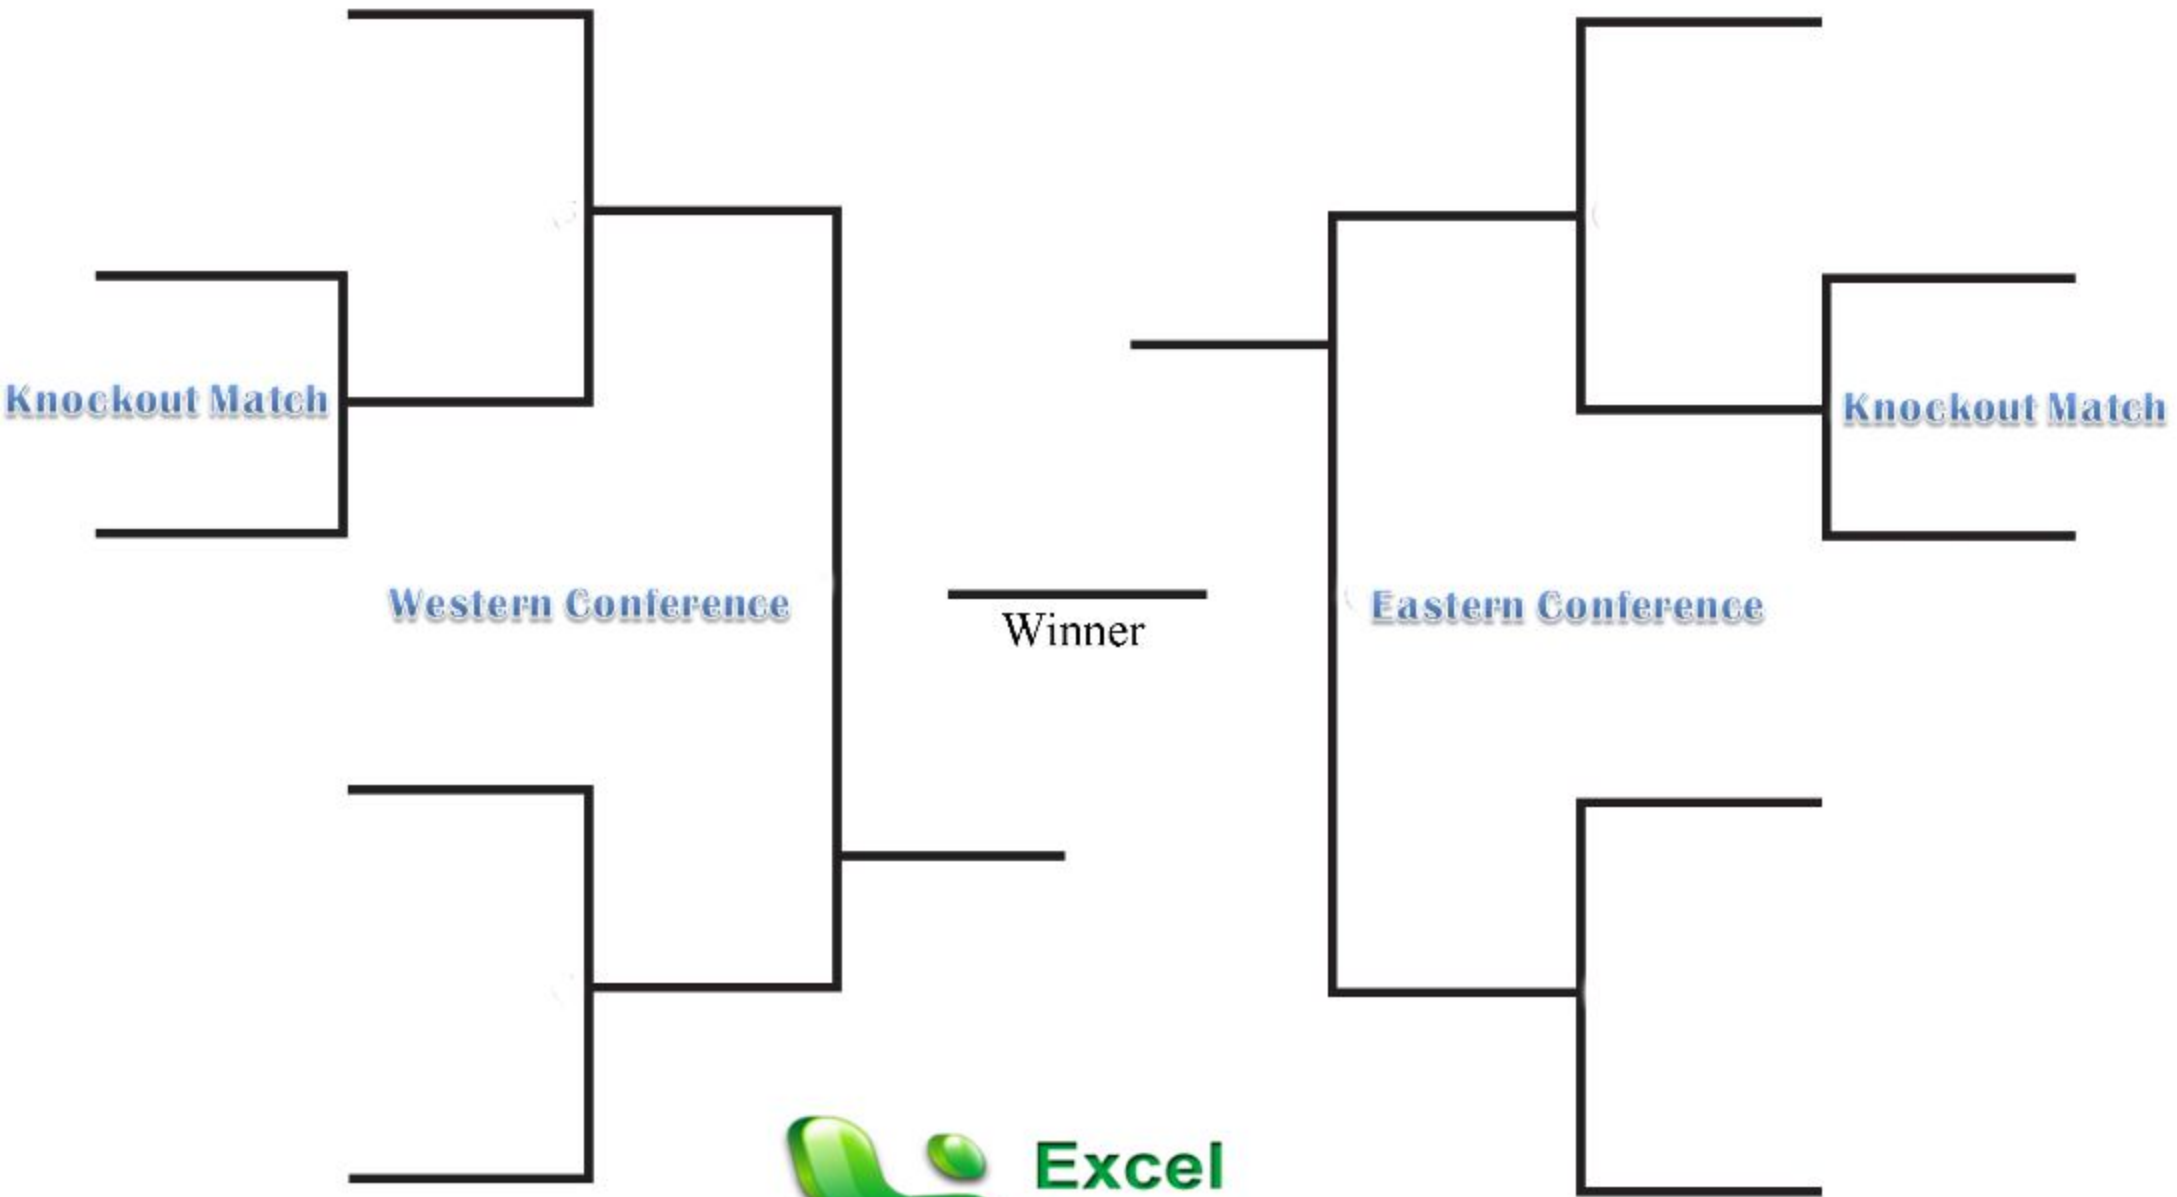 Knockout Match
Knockout Match
Western Conference
Winner
Eastern Conference
Excel